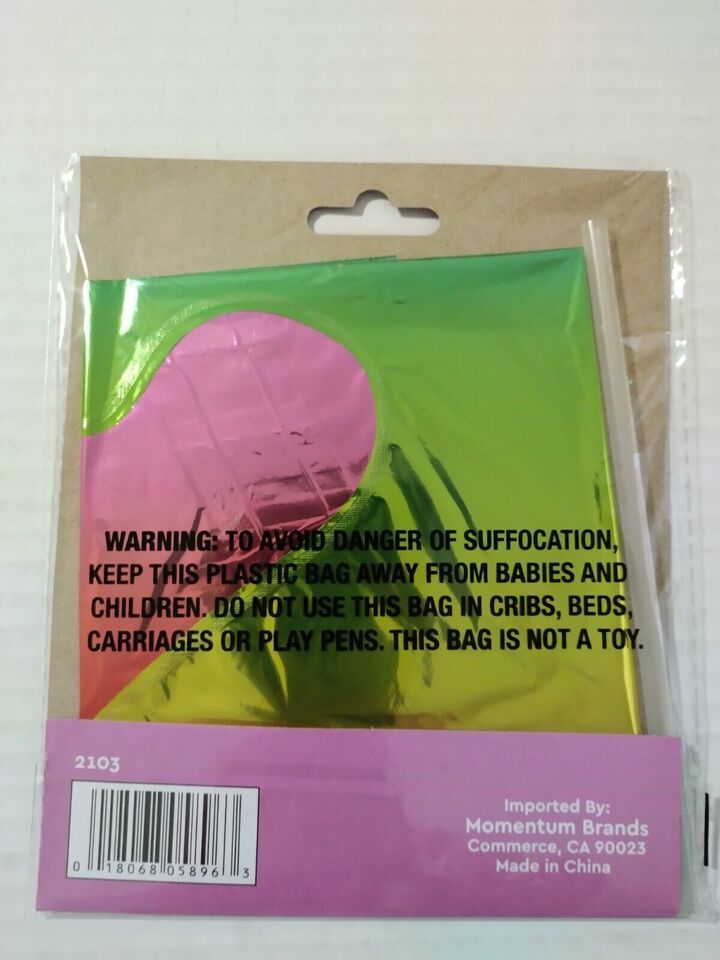 WARNING: TO AVOID DANGER OF SUFFOCATION,
KEEP THIS PLASTIC BAG AWAY FROM BABIES AND
CHILDREN. DO NOT USE THIS BAG IN CRIBS, BEDS,
CARRIAGES OR PLAY PENS. THIS BAG IS NOT A TOY.
2103
0 18068 05896 3
Imported By:
Momentum Brands
Commerce, CA 90023
Made in China